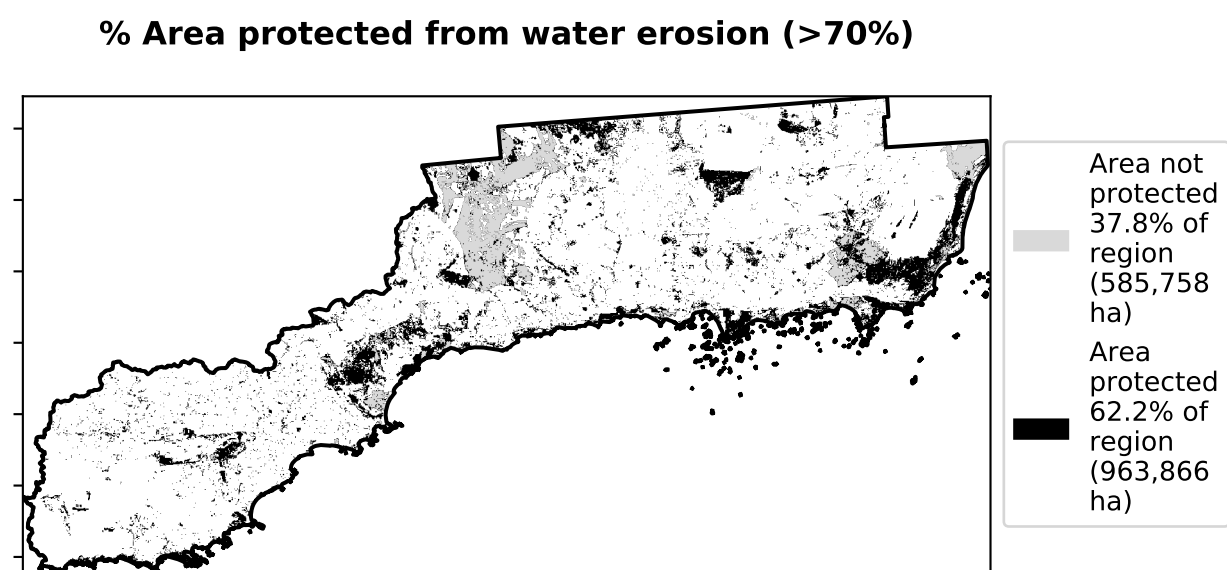 % Area protected from water erosion (>70%)
Area not
protected
37.8% of
region
(585,758
ha)
Area
protected
62.2% of
region
(963,866
ha)